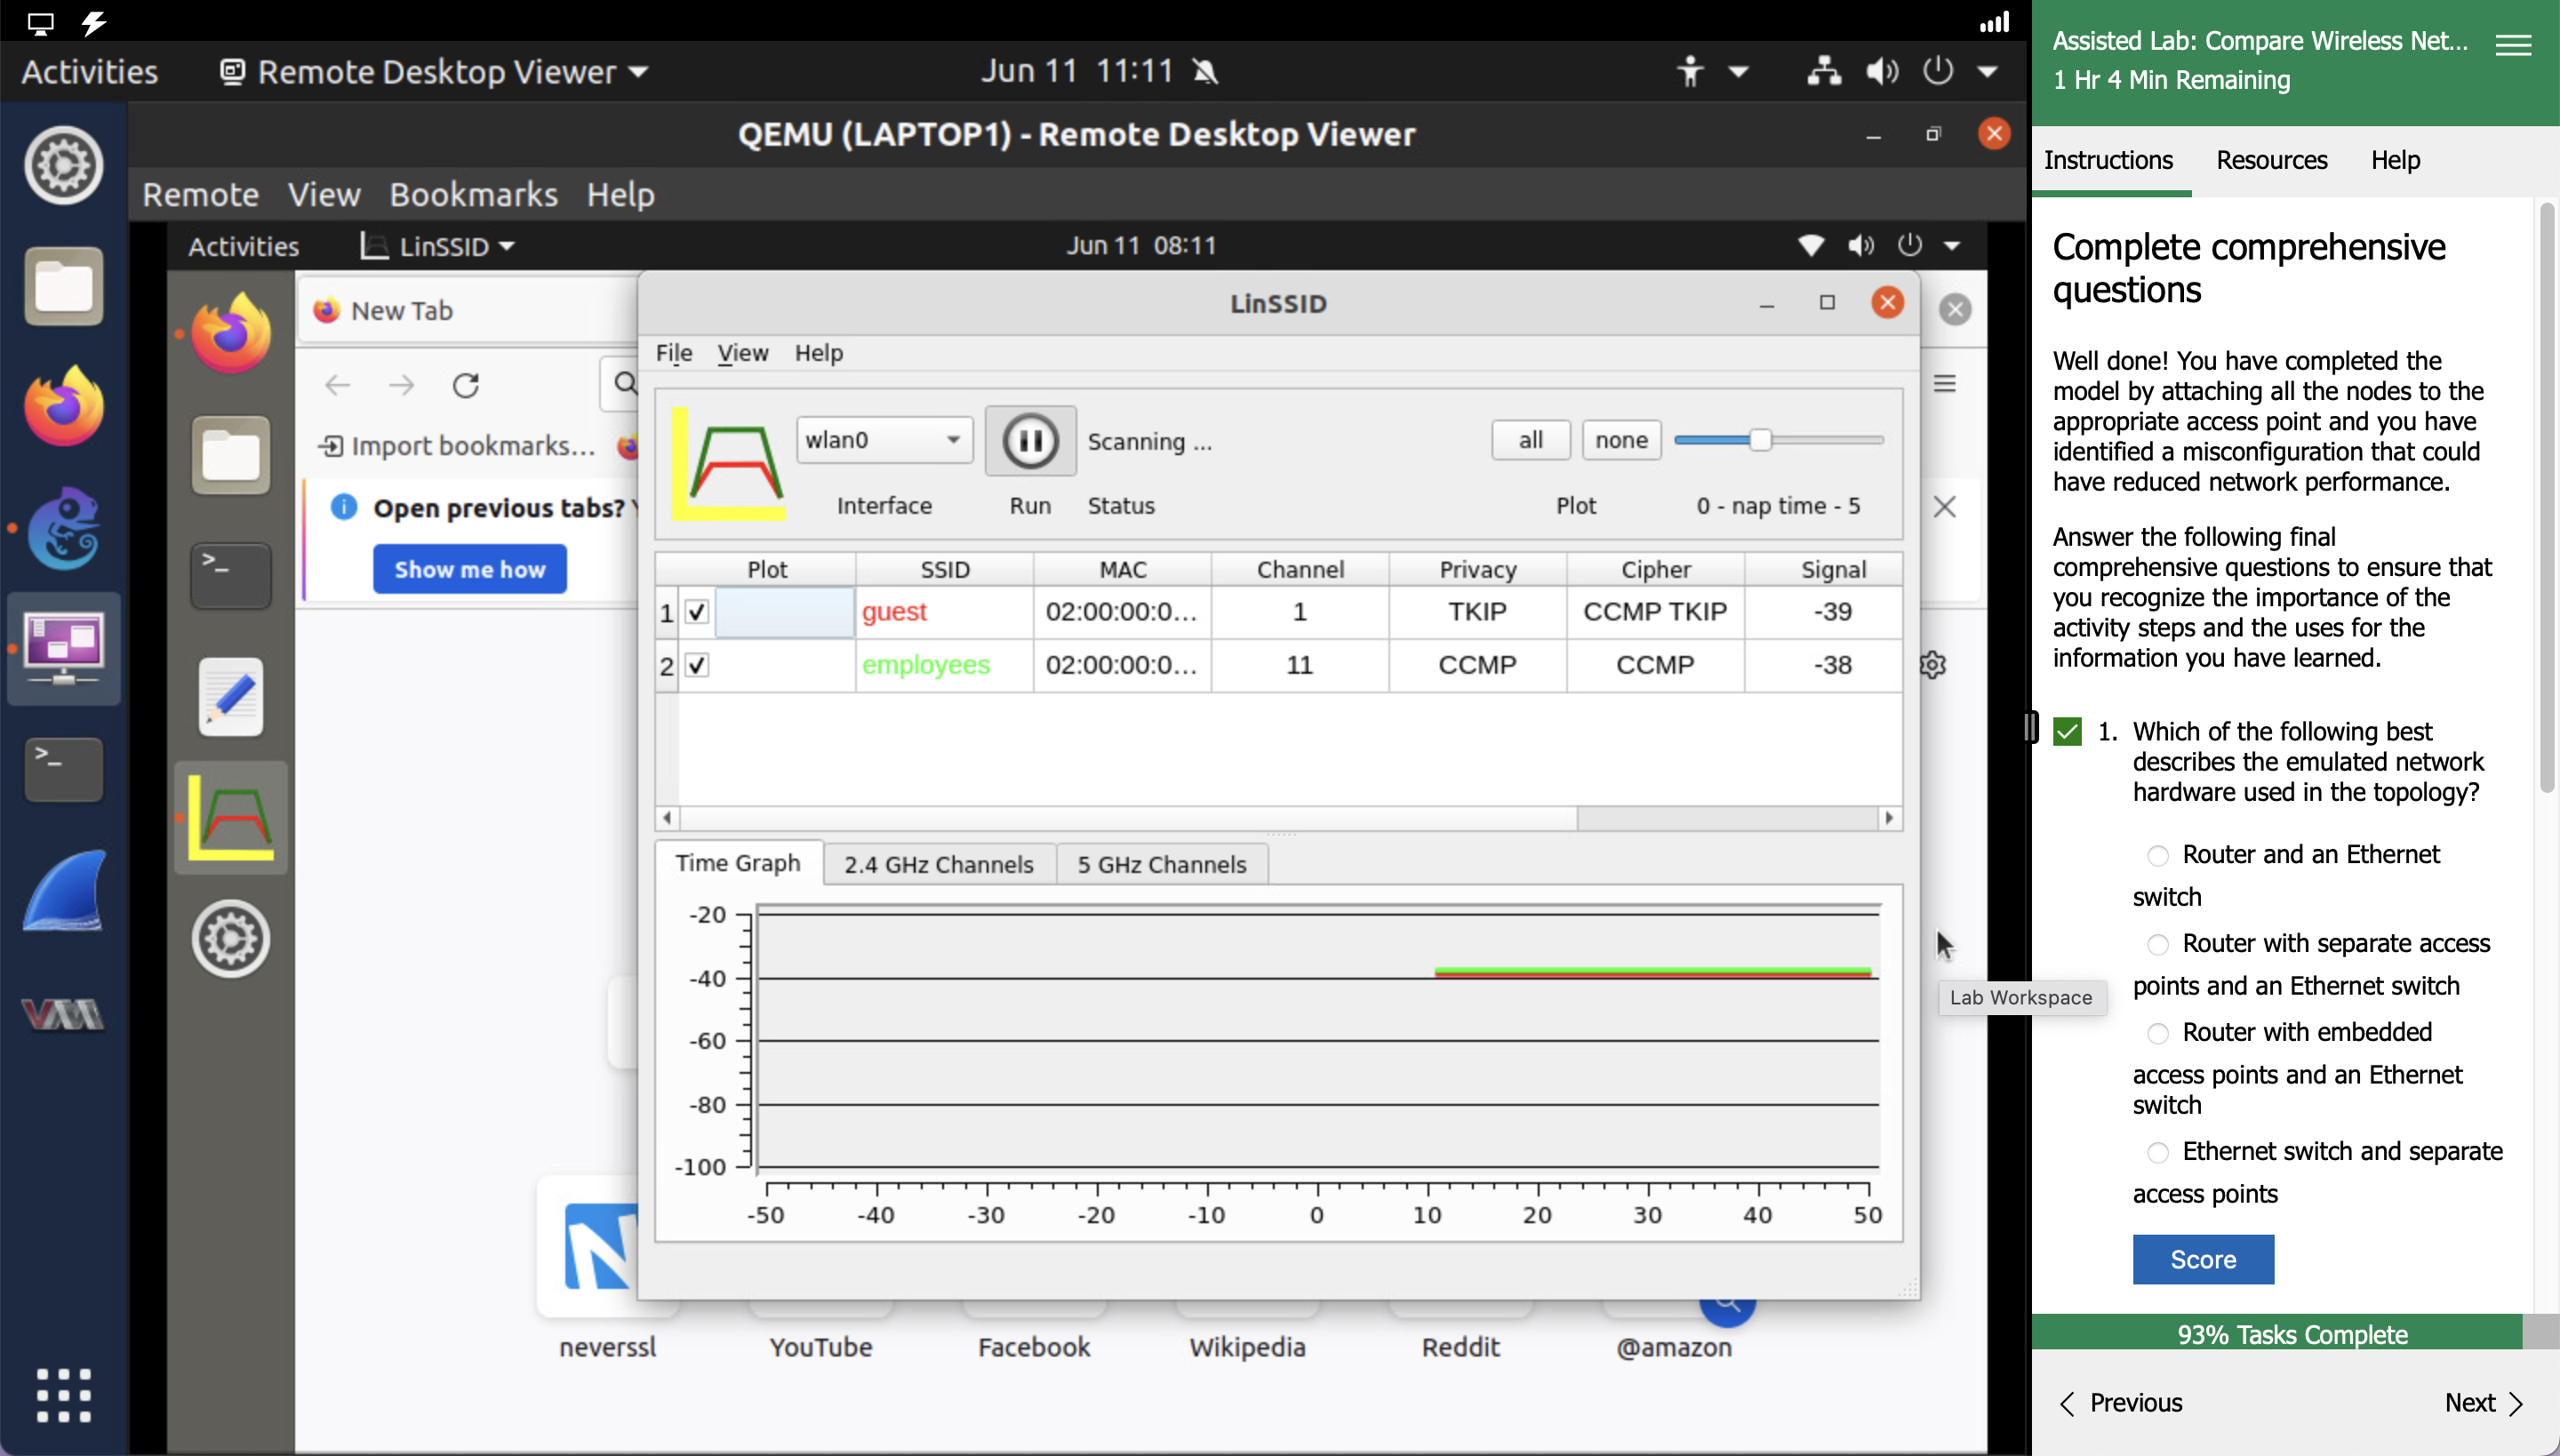 Activities
Remote Desktop Viewer
Jun 11 11:11
QEMU (LAPTOP1) - Remote Desktop Viewer
Remote View Bookmarks Help
Activities
LinSSID
Jun 11 08:11
New Tab
Import bookmarks...
Open previous tabs?
Show me how
neverssl
YouTube
Facebook
Wikipedia
Reddit
@amazon
LinSSID
File View Help
wlan0
Scanning ...
all
none
Interface
Run
Status
Plot
0 - nap time - 5
Plot SSID MAC Channel Privacy Cipher Signal
1 guest 02:00:00:0... 1 TKIP CCMP TKIP -39
2 employees 02:00:00:0... 11 CCMP CCMP -38
Time Graph
2.4 GHz Channels
5 GHz Channels
-20
-40
-60
-80
-100
-50 -40 -30 -20 -10 0 10 20 30 40 50
Lab Workspace
Assisted Lab: Compare Wireless Net...
1 Hr 4 Min Remaining
Instructions
Resources
Help
Complete comprehensive
questions
Well done! You have completed the
model by attaching all the nodes to the
appropriate access point and you have
identified a misconfiguration that could
have reduced network performance.
Answer the following final
comprehensive questions to ensure that
you recognize the importance of the
activity steps and the uses for the
information you have learned.
1. Which of the following best
describes the emulated network
hardware used in the topology?
Router and an Ethernet
switch
Router with separate access
points and an Ethernet switch
Router with embedded
access points and an Ethernet
switch
Ethernet switch and separate
access points
Score
93% Tasks Complete
Previous
Next